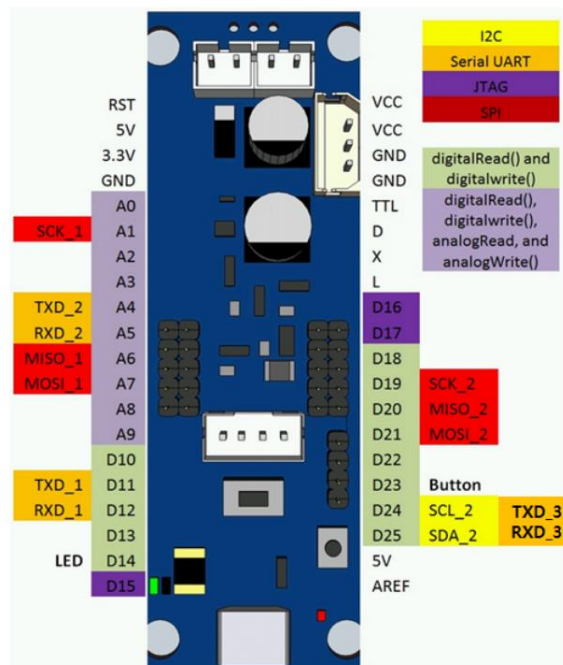 I2C
Serial UART
JTAG
SPI
digitalRead() and
digitalwrite()
digitalRead(),
digitalwrite(),
analogRead, and
analogWrite()
RST
5V
3.3V
GND
A0
SCK_1 A1
A2
A3
TXD_2 A4
RXD_2 A5
MISO_1 A6
MOSI_1 A7
A8
A9
D10
TXD_1 D11
RXD_1 D12
D13
LED D14
D15
VCC
VCC
GND
GND
TTL
D
X
L
D16
D17
D18
D19 SCK_2
D20 MISO_2
D21 MOSI_2
D22
D23 Button
D24 SCL_2 TXD_3
D25 SDA_2 RXD_3
5V
AREF